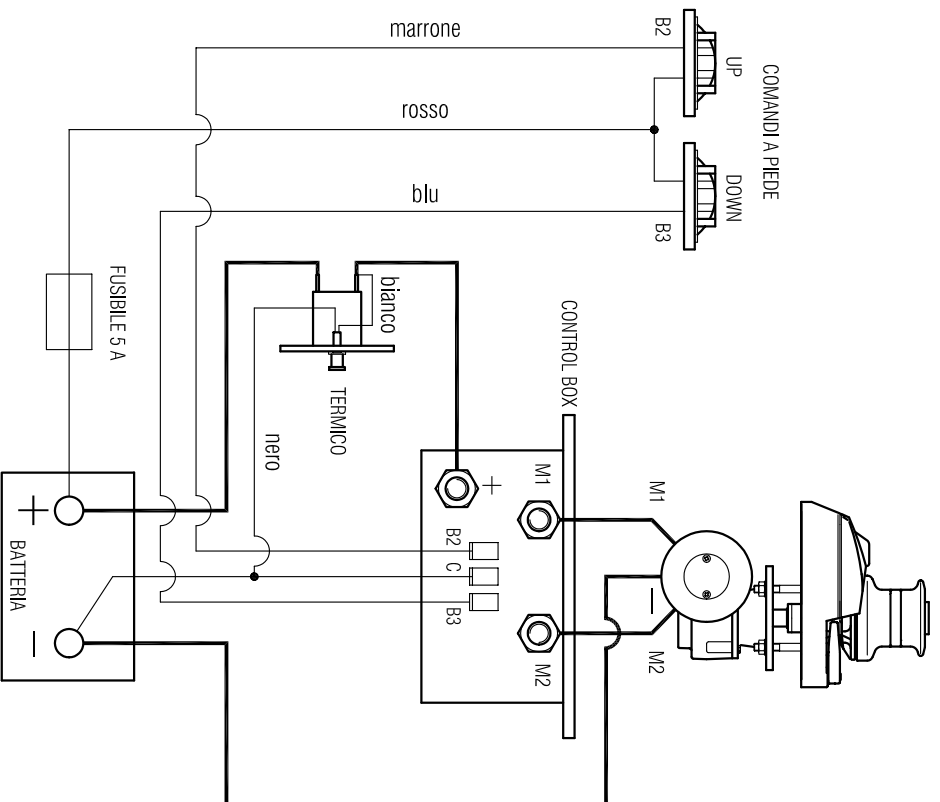 marrone
B2
UP
COMANDI A PIEDE
rosso
DOWN
blu
B3
FUSIBILE 5 A
bianco
TERMICO
nero
CONTROL BOX
+
M1
M1
B2
C
B3
M2
−
M2
+
BATTERIA
−